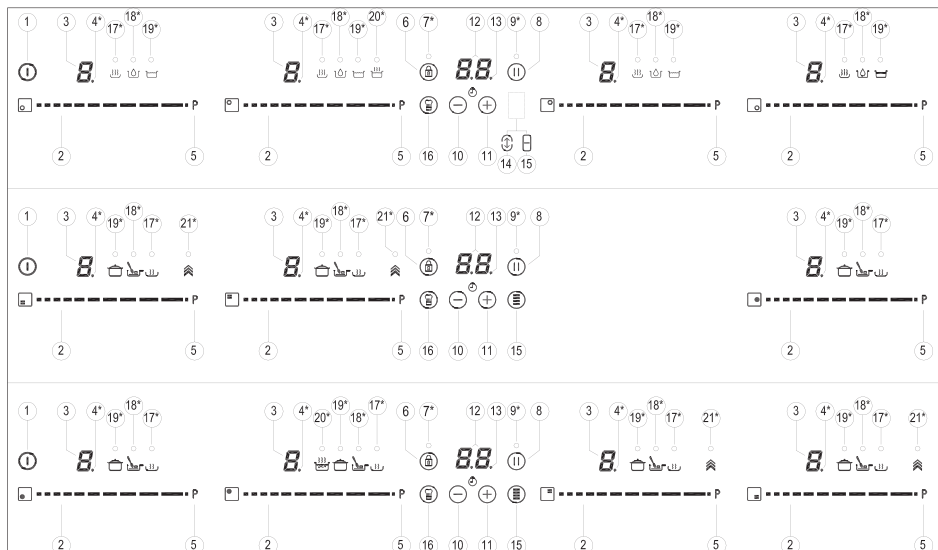 18* 18* 20* 18* 18*
1 3 4* 17* 19* 3 4* 17* 19* 6 7* 12 13 9* 8 3 4* 17* 19* 3 4* 17* 19*
8. 8. 88. 8. 8.
P P P P
2 5 2 5 16 10 11 14 15 2 5 2 5
18* 18* 18*
1 3 4* 19* 17* 21* 3 4* 19* 17* 21* 6 7* 12 13 9* 8 3 4* 19* 17*
8. 8. 88. 8.
P P P
2 5 2 5 16 10 11 15 2 5
18* 19* 17* 18* 18*
1 3 4* 19* 17* 3 4* 20* 18* 6 7* 12 13 9* 8 3 4* 19* 17* 21* 3 4* 19* 17* 21*
8. 8. 88. 8. 8.
P P P P
2 5 2 5 16 10 11 15 2 5 2 5